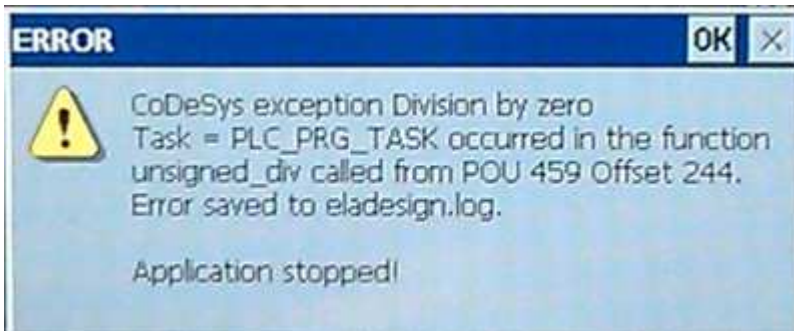 ERROR
OK
CoDeSys exception Division by zero
Task = PLC_PRG_TASK occurred in the function
unsigned_div called from POU 459 Offset 244.
Error saved to eladesign.log.
Application stopped!